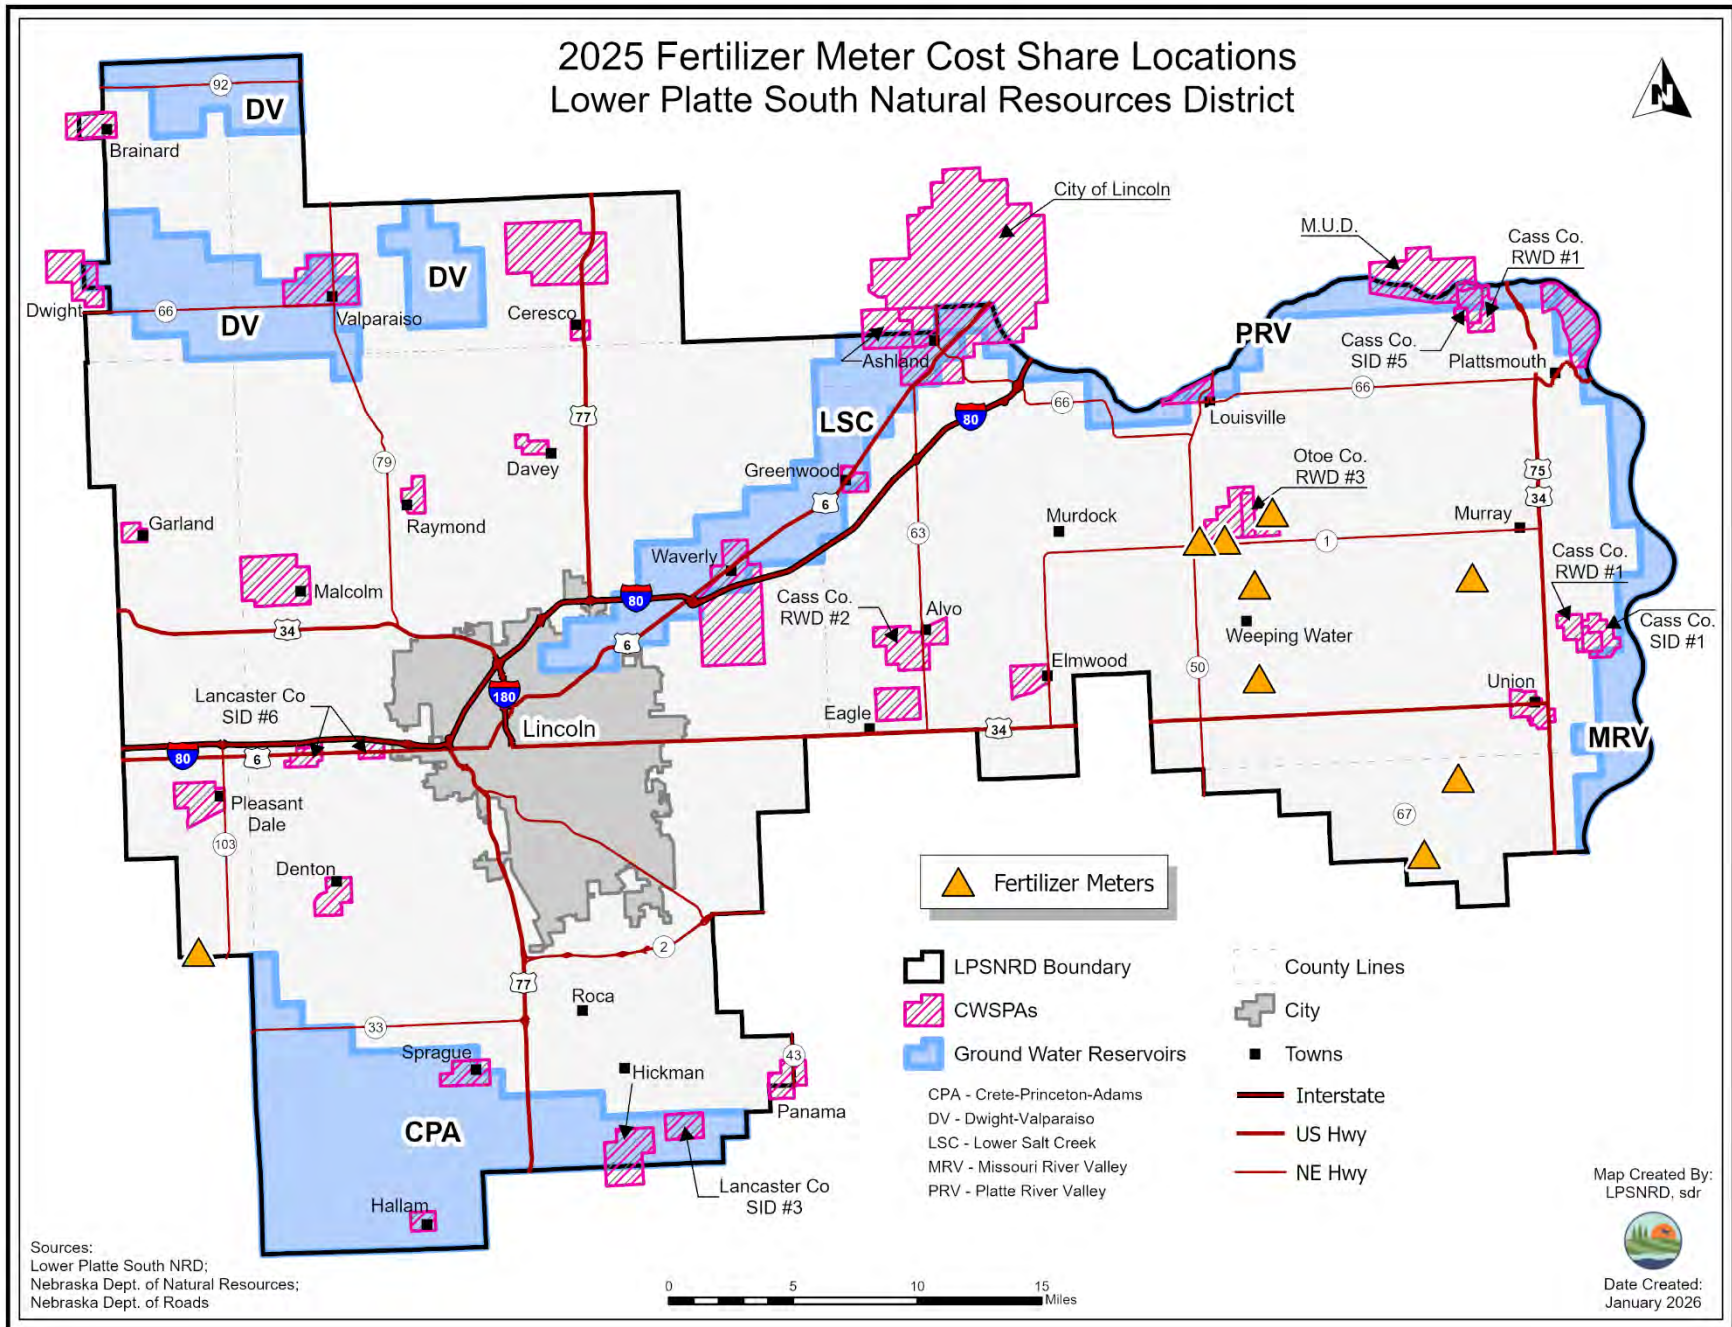 2025 Fertilizer Meter Cost Share Locations
Lower Platte South Natural Resources District
N
92
DV
Brainard
City of Lincoln
M.U.D.
Cass Co.
RWD #1
Dwight
66
DV
Valparaiso
DV
Ceresco
Ashland
PRV
Cass Co.
SID #5
Plattsmouth
77
LSC
80
66
Louisville
66
79
Davey
Greenwood
6
Otoe Co.
RWD #3
75
34
Garland
Raymond
63
Murdock
1
Murray
Waverly
Malcolm
80
Cass Co.
RWD #2
Alvo
Weeping Water
Cass Co.
RWD #1
Cass Co.
SID #1
34
6
Elmwood
50
Union
Lancaster Co
SID #6
180
Lincoln
Eagle
34
MRV
80
6
Pleasant
Dale
103
67
Denton
Fertilizer Meters
2
77
Roca
33
Sprague
Hickman
43
Panama
CPA
Lancaster Co
SID #3
Hallam
LPSNRD Boundary
CWSPAs
Ground Water Reservoirs
CPA - Crete-Princeton-Adams
DV - Dwight-Valparaiso
LSC - Lower Salt Creek
MRV - Missouri River Valley
PRV - Platte River Valley
County Lines
City
Towns
Interstate
US Hwy
NE Hwy
Map Created By:
LPSNRD, sdr
Date Created:
January 2026
Sources:
Lower Platte South NRD;
Nebraska Dept. of Natural Resources;
Nebraska Dept. of Roads
0 5 10 15
Miles